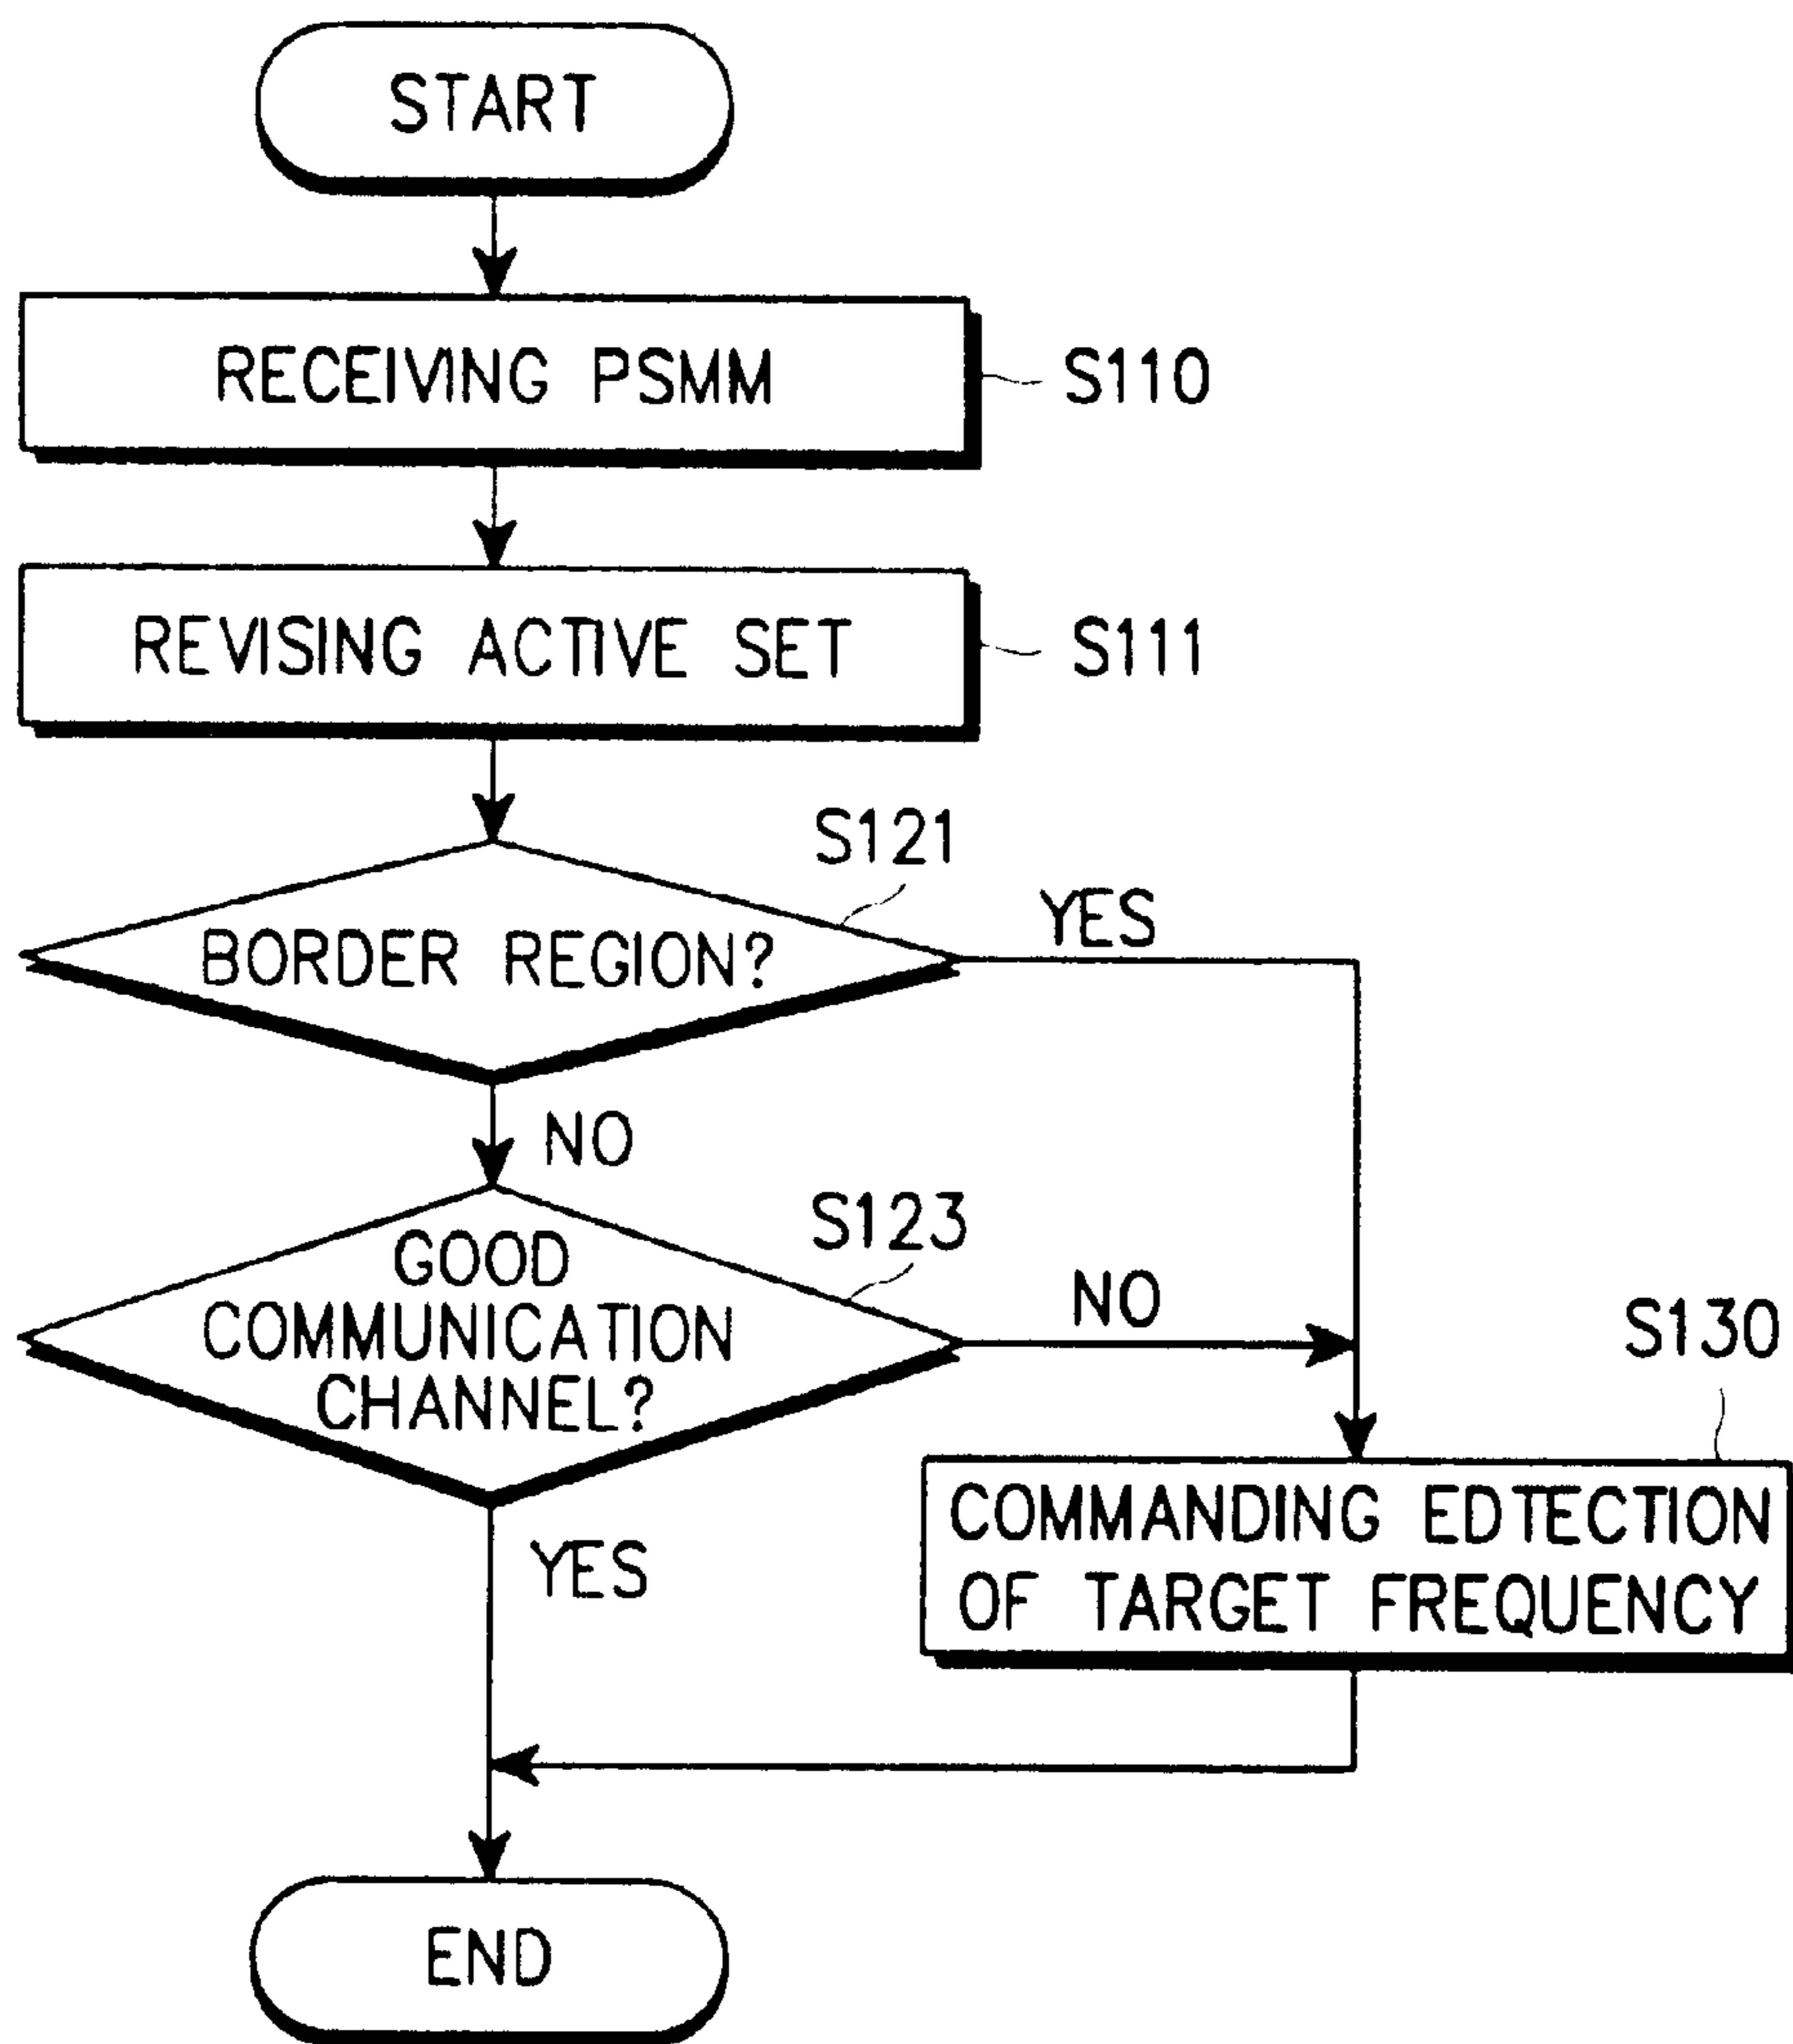 START
RECEIVING PSMM
S110
REVISING ACTIVE SET
S111
S121
BORDER REGION?
YES
NO
S123
GOOD
COMMUNICATION
CHANNEL?
NO
S130
COMMANDING EDTECTION
OF TARGET FREQUENCY
YES
END